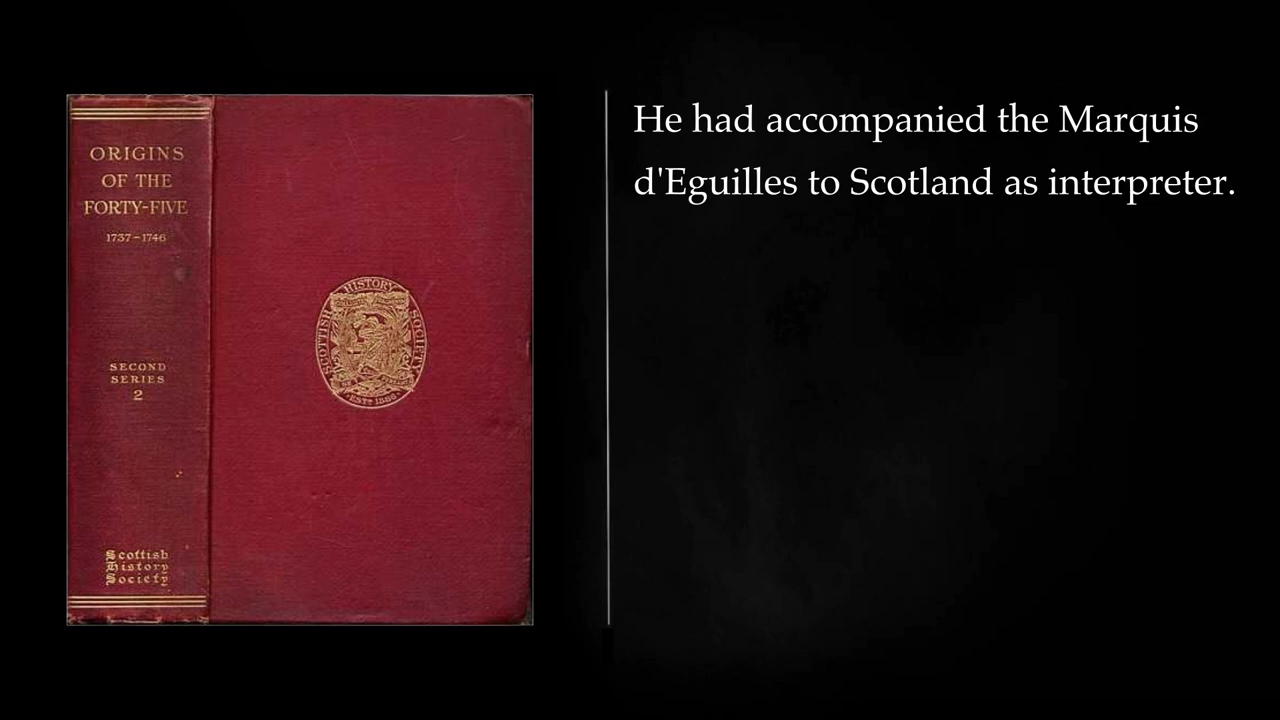 ORIGINS
OF THE
FORTY-FIVE
1737-1746
SECOND
SERIES
2
Scottish
History
Society
SCOTTISH HISTORY SOCIETY
·ESTD 1886·
He had accompanied the Marquis
d'Eguilles to Scotland as interpreter.